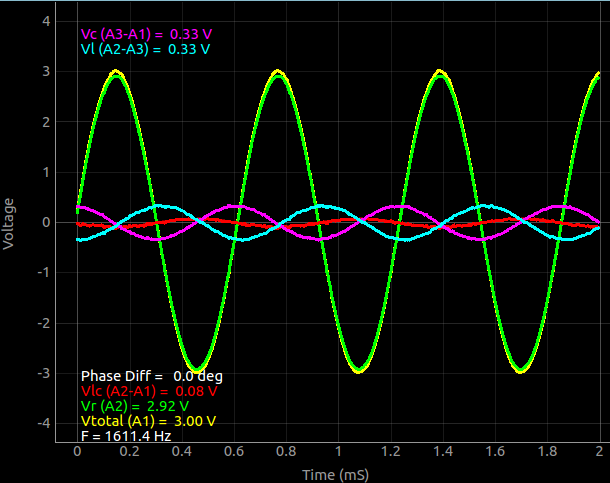 4
Vc (A3-A1) = 0.33 V
Vl (A2-A3) = 0.33 V
3
2
1
0
-1
-2
-3
-4
Voltage
Phase Diff = 0.0 deg
Vlc (A2-A1) = 0.08 V
Vr (A2) = 2.92 V
Vtotal (A1) = 3.00 V
F = 1611.4 Hz
0 0.2 0.4 0.6 0.8 1 1.2 1.4 1.6 1.8 2
Time (mS)